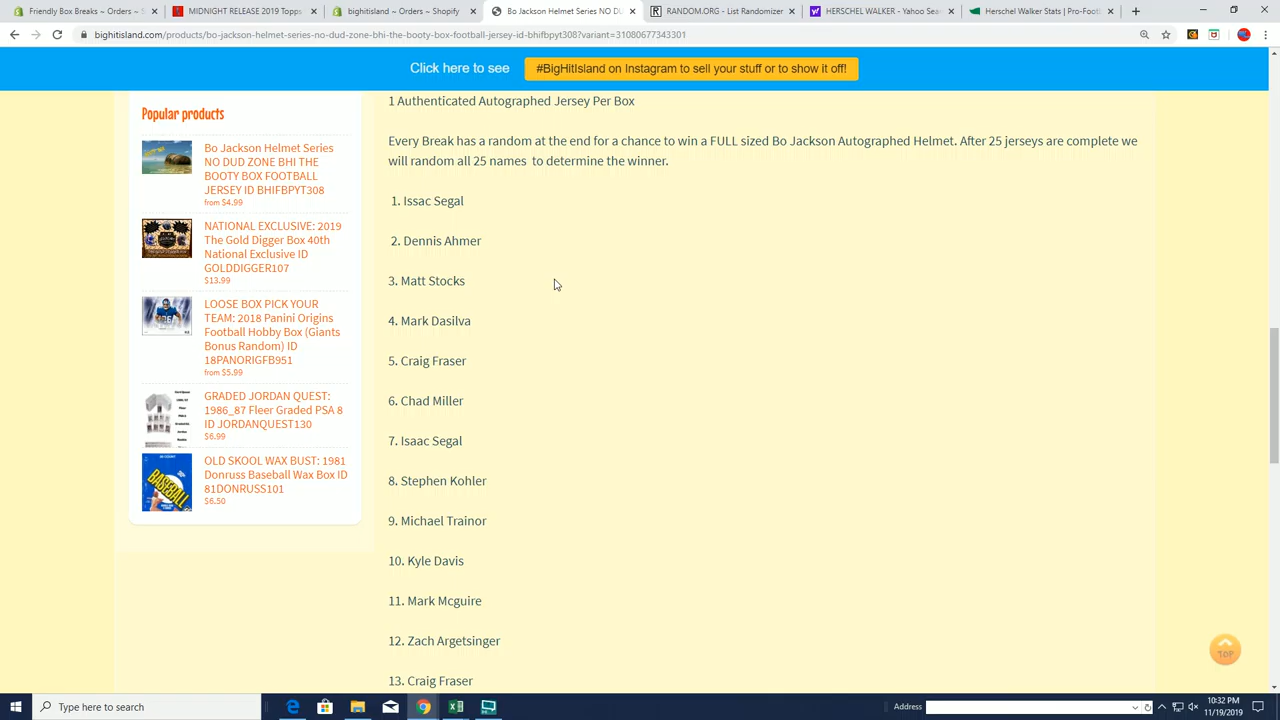 Friendly Box Breaks ~ Orders ~ Sh
MIDNIGHT RELEASE 2019 Topps
bighitisland ~ Orders ~ Shopify
Bo Jackson Helmet Series NO DU
RANDOM.ORG - List Randomizer
HERSCHEL WALKER - Yahoo Sea
Herschel Walker Stats | Pro-Footb
bighitisland.com/products/bo-jackson-helmet-series-no-dud-zone-bhi-the-booty-box-football-jersey-id-bhifbpyt308?variant=31080677343301
Click here to see
#BigHitIsland on Instagram to sell your stuff or to show it off!
Popular products
Bo Jackson Helmet Series
NO DUD ZONE BHI THE
BOOTY BOX FOOTBALL
JERSEY ID BHIFBPYT308
from $4.99
NATIONAL EXCLUSIVE: 2019
The Gold Digger Box 40th
National Exclusive ID
GOLDDIGGER107
$13.99
LOOSE BOX PICK YOUR
TEAM: 2018 Panini Origins
Football Hobby Box (Giants
Bonus Random) ID
18PANORIGFB951
from $5.99
GRADED JORDAN QUEST:
1986_87 Fleer Graded PSA 8
ID JORDANQUEST130
$6.99
OLD SKOOL WAX BUST: 1981
Donruss Baseball Wax Box ID
81DONRUSS101
$6.50
BASEBALL
1 Authenticated Autographed Jersey Per Box
Every Break has a random at the end for a chance to win a FULL sized Bo Jackson Autographed Helmet. After 25 jerseys are complete we
will random all 25 names to determine the winner.
1. Issac Segal
2. Dennis Ahmer
3. Matt Stocks
4. Mark Dasilva
5. Craig Fraser
6. Chad Miller
7. Isaac Segal
8. Stephen Kohler
9. Michael Trainor
10. Kyle Davis
11. Mark Mcguire
12. Zach Argetsinger
13. Craig Fraser
TOP
Type here to search
Address
10:32 PM
11/19/2019